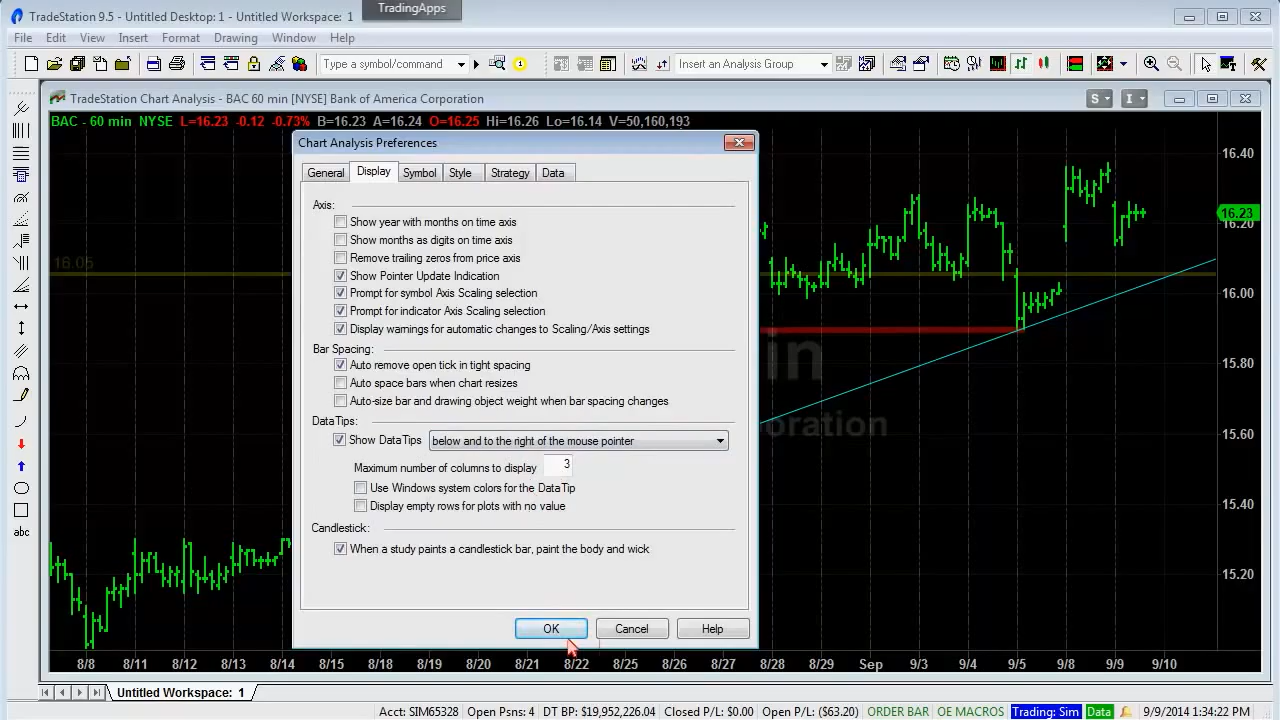 TradeStation 9.5 - Untitled Desktop: 1 - Untitled Workspace: 1
TradingApps
File Edit View Insert Format Drawing Window Help
Type a symbol/command
Insert an Analysis Group
TradeStation Chart Analysis - BAC 60 min [NYSE] Bank of America Corporation
S I
BAC - 60 min NYSE L=16.23 -0.12 -0.73% B=16.23 A=16.24 O=16.25 Hi=16.26 Lo=16.14 V=50,160,193
Chart Analysis Preferences
General Display Symbol Style Strategy Data
Axis:
Show year with months on time axis
Show months as digits on time axis
Remove trailing zeros from price axis
Show Pointer Update Indication
Prompt for symbol Axis Scaling selection
Prompt for indicator Axis Scaling selection
Display warnings for automatic changes to Scaling/Axis settings
Bar Spacing:
Auto remove open tick in tight spacing
Auto space bars when chart resizes
Auto-size bar and drawing object weight when bar spacing changes
DataTips:
Show DataTips below and to the right of the mouse pointer
Maximum number of columns to display 3
Use Windows system colors for the DataTip
Display empty rows for plots with no value
Candlestick:
When a study paints a candlestick bar, paint the body and wick
OK Cancel Help
16.05
in
oration
16.40
16.23
16.20
16.00
15.80
15.60
15.40
15.20
abc
8/8 8/11 8/12 8/13 8/14 8/15 8/18 8/19 8/20 8/21 8/22 8/25 8/26 8/27 8/28 8/29 Sep 9/3 9/4 9/5 9/8 9/9 9/10
Untitled Workspace: 1
Acct: SIM65328 Open Posns: 4 DT BP: $19,952,226.04 Closed P/L: $0.00 Open P/L: ($63.20) ORDER BAR OE MACROS Trading: Sim Data 9/9/2014 1:34:22 PM